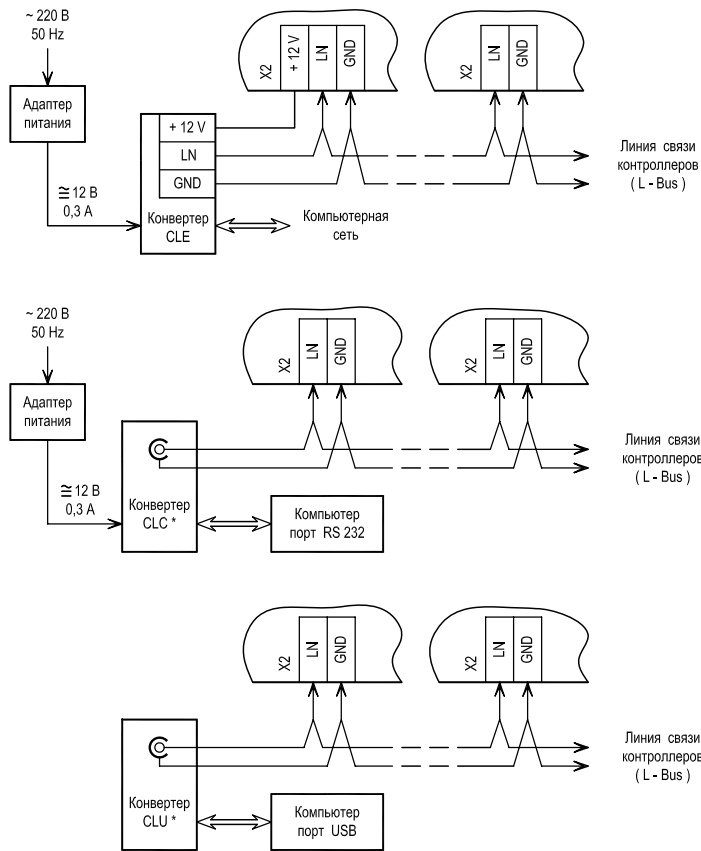 ~ 220 В
50 Hz
Адаптер
питания
≅ 12 В
0,3 А
X2
+ 12 V
LN
GND
X2
LN
GND
+ 12 V
LN
GND
Конвертер
CLE
Компьютерная
сеть
Линия связи
контроллеров
( L - Bus )
~ 220 В
50 Hz
Адаптер
питания
≅ 12 В
0,3 А
X2
LN
GND
X2
LN
GND
Конвертер
CLC *
Компьютер
порт RS 232
Линия связи
контроллеров
( L - Bus )
X2
LN
GND
X2
LN
GND
Конвертер
CLU *
Компьютер
порт USB
Линия связи
контроллеров
( L - Bus )